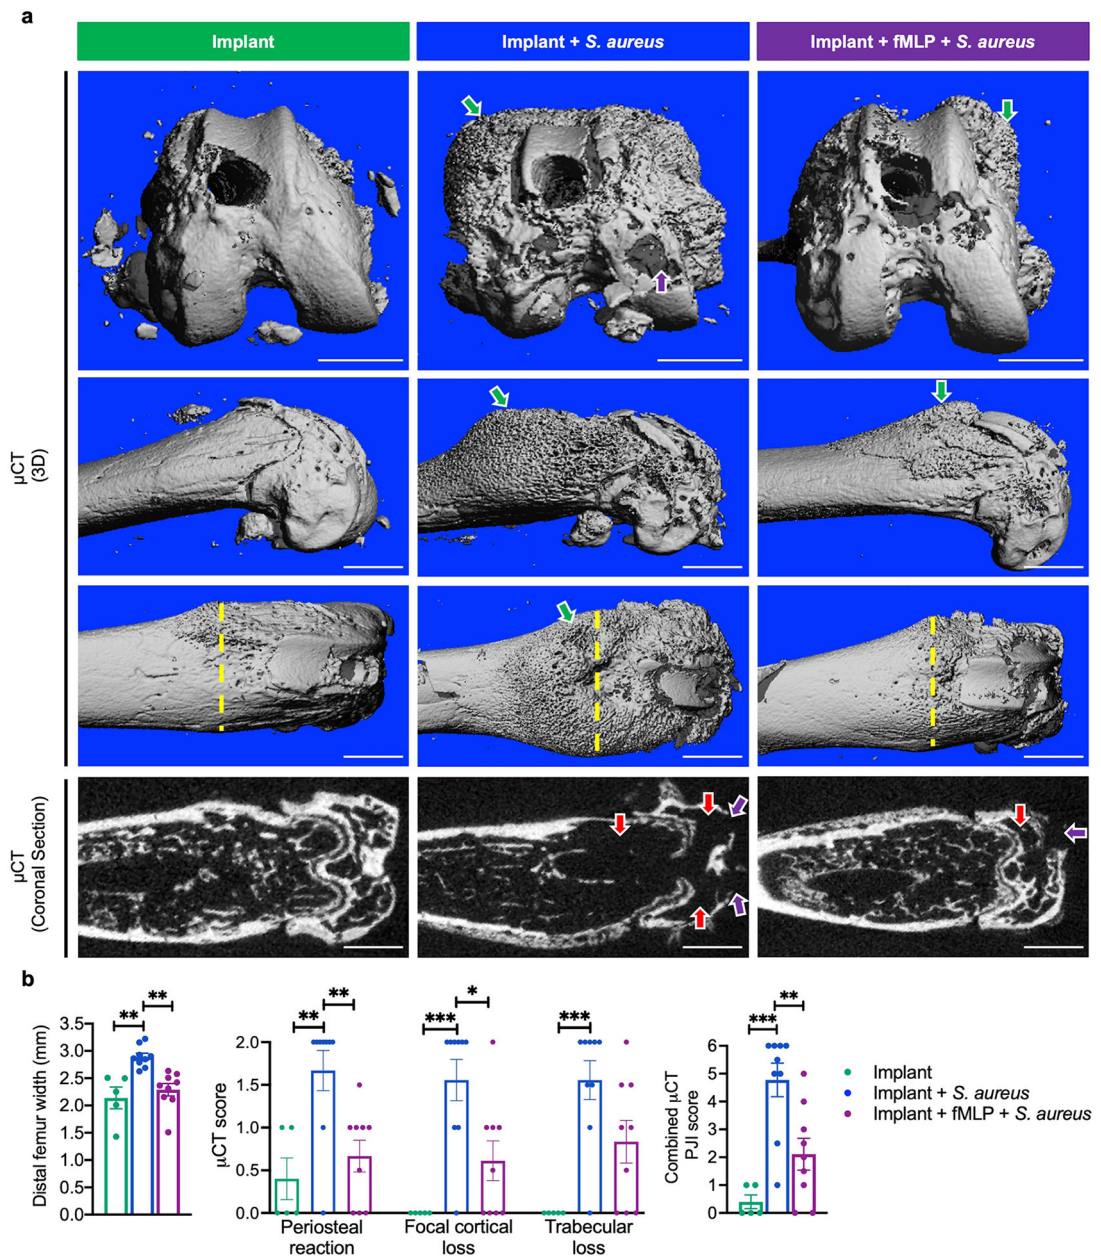 a
Implant
Implant + S. aureus
Implant + fMLP + S. aureus
µCT
(3D)
µCT
(Coronal Section)
b
Distal femur width (mm)
3.5
3.0
2.5
2.0
1.5
1.0
0.5
0.0
**
**
µCT score
2.0
1.5
1.0
0.5
0.0
**
**
***
*
***
Periosteal
reaction
Focal cortical
loss
Trabecular
loss
Combined µCT
PJI score
6
5
4
3
2
1
0
***
**
Implant
Implant + S. aureus
Implant + fMLP + S. aureus